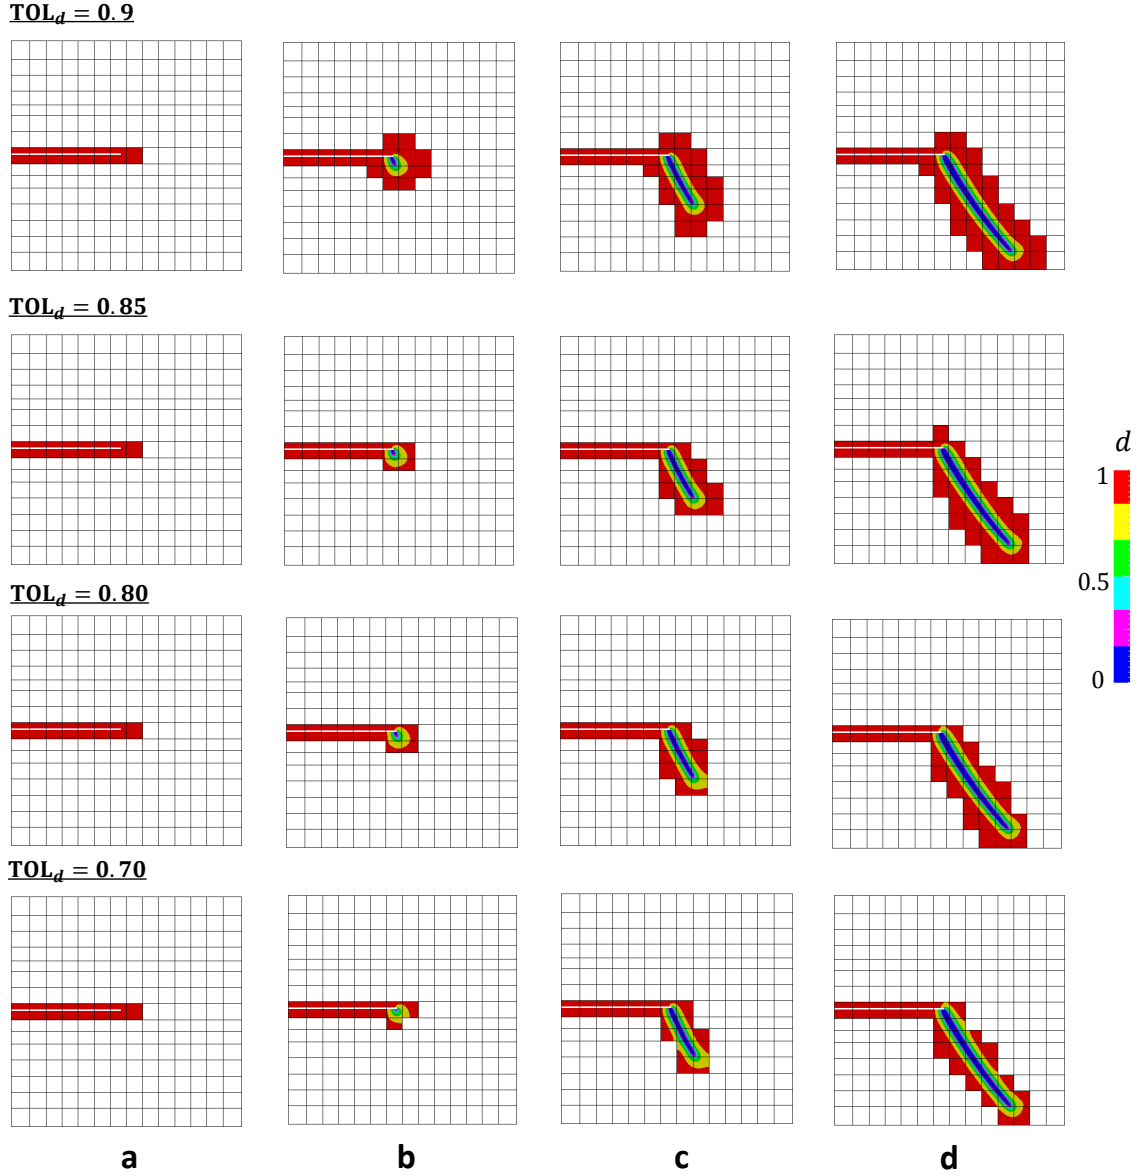 TOL_d = 0.9
TOL_d = 0.85
d
1
0.5
0
TOL_d = 0.80
TOL_d = 0.70
a b c d